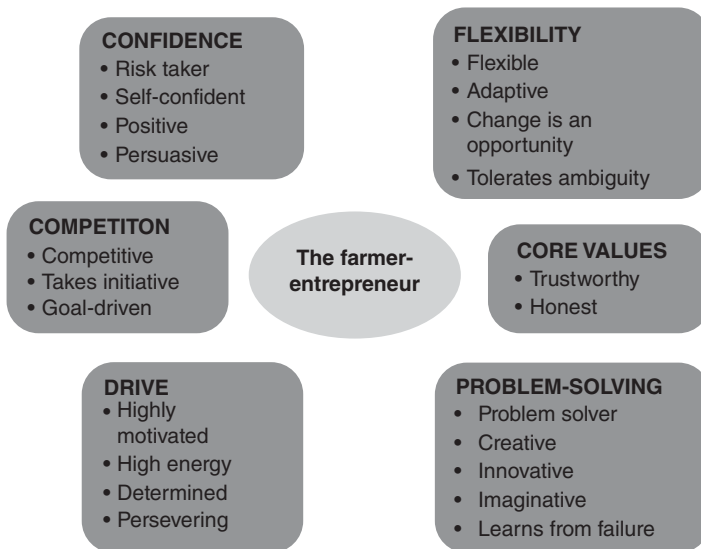 CONFIDENCE
• Risk taker
• Self-confident
• Positive
• Persuasive
FLEXIBILITY
• Flexible
• Adaptive
• Change is an
opportunity
• Tolerates ambiguity
COMPETITON
• Competitive
• Takes initiative
• Goal-driven
The farmer-
entrepreneur
CORE VALUES
• Trustworthy
• Honest
DRIVE
• Highly
motivated
• High energy
• Determined
• Persevering
PROBLEM-SOLVING
• Problem solver
• Creative
• Innovative
• Imaginative
• Learns from failure